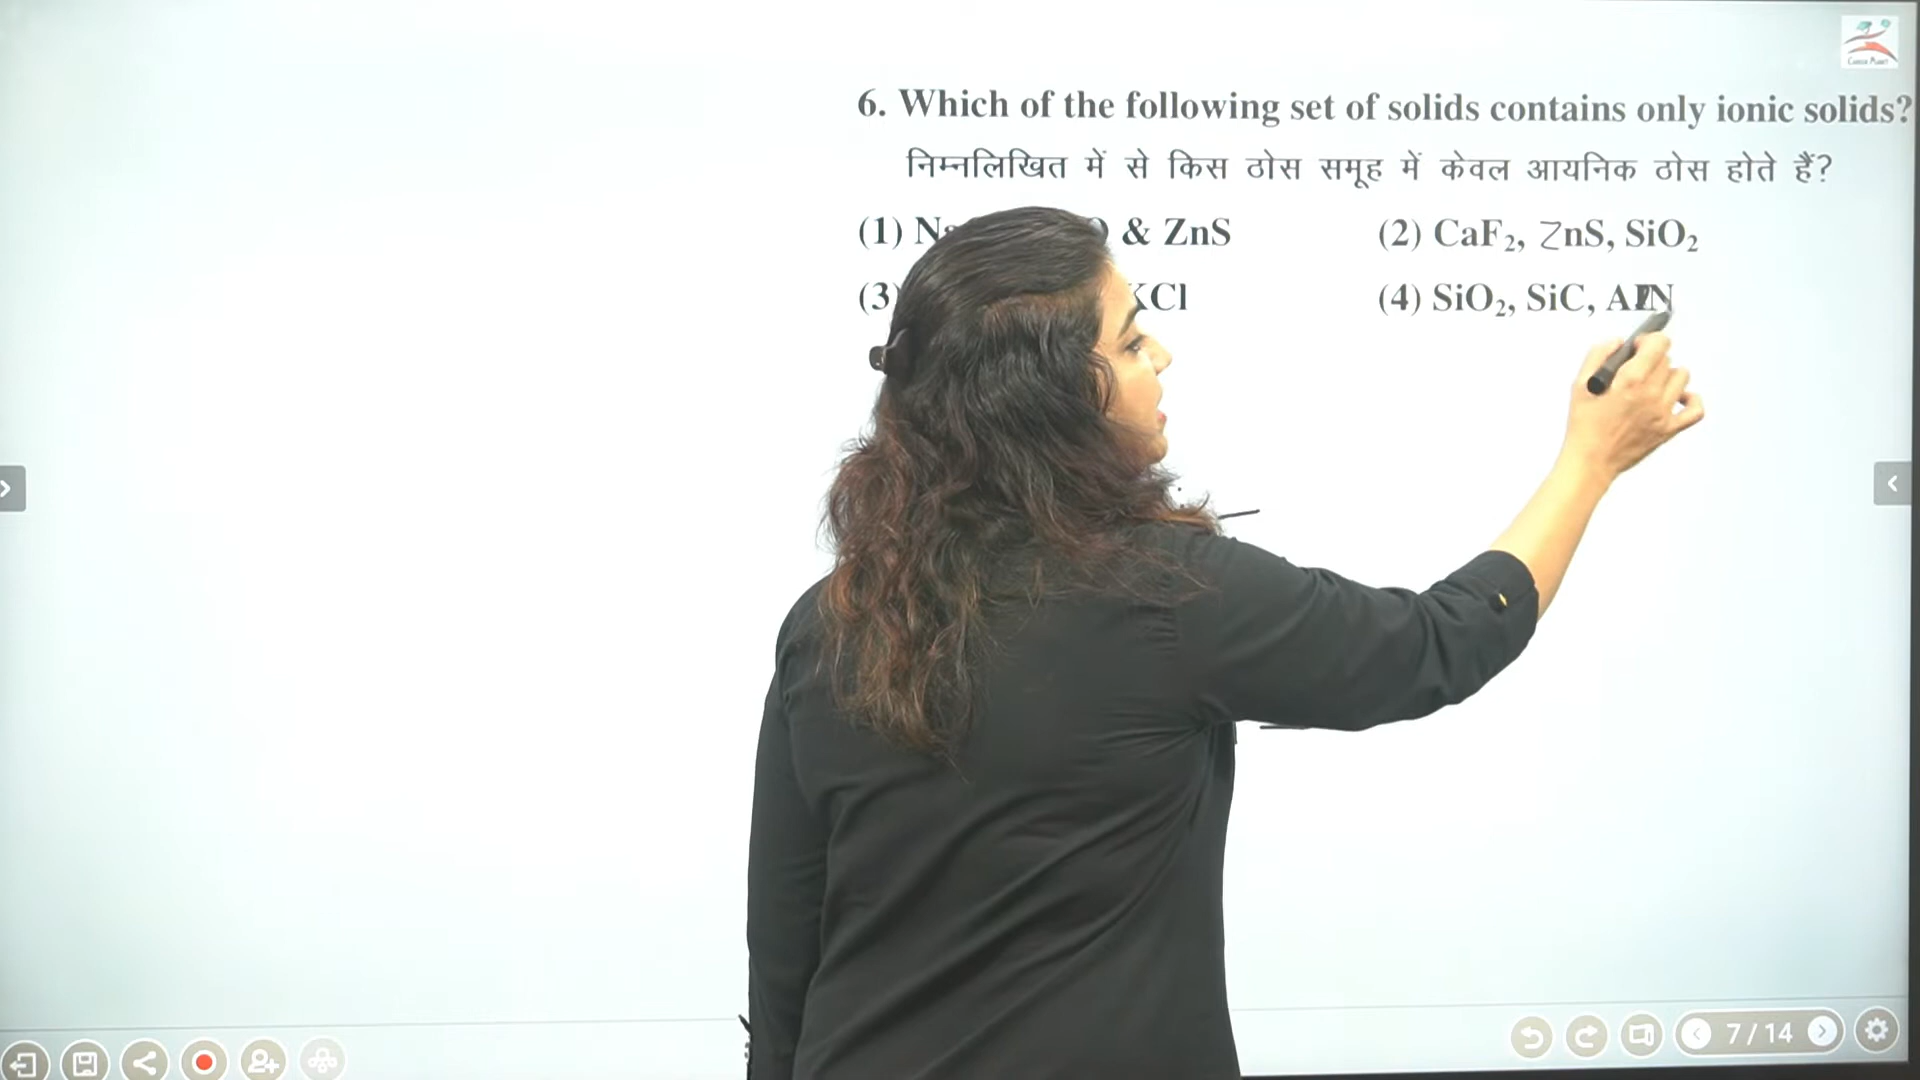 6. Which of the following set of solids contains only ionic solids?
निम्नलिखित में से किस ठोस समूह में केवल आयनिक ठोस होते हैं?
(1) & ZnS (2) CaF₂, ZnS, SiO₂
(3) KCl (4) SiO₂, SiC, AlN
7/14